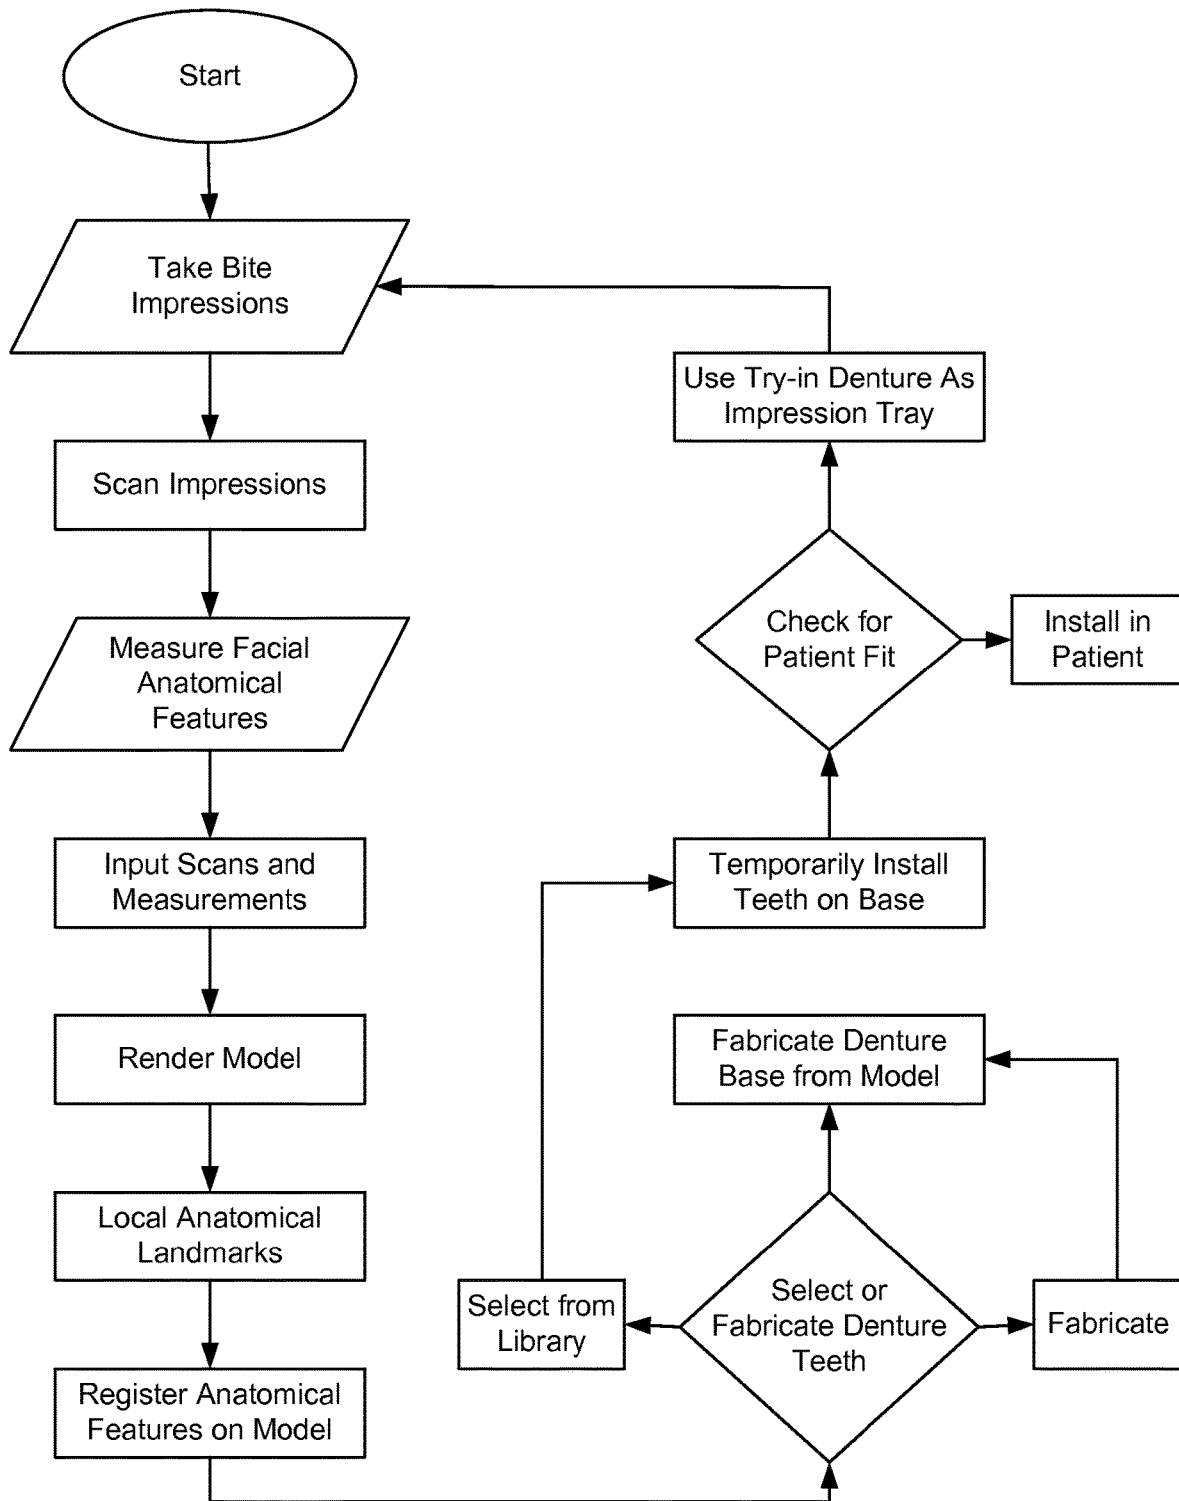 Start
Take Bite
Impressions
Scan Impressions
Measure Facial
Anatomical
Features
Input Scans and
Measurements
Render Model
Local Anatomical
Landmarks
Register Anatomical
Features on Model
Use Try-in Denture As
Impression Tray
Check for
Patient Fit
Install in
Patient
Temporarily Install
Teeth on Base
Fabricate Denture
Base from Model
Select from
Library
Select or
Fabricate Denture
Teeth
Fabricate